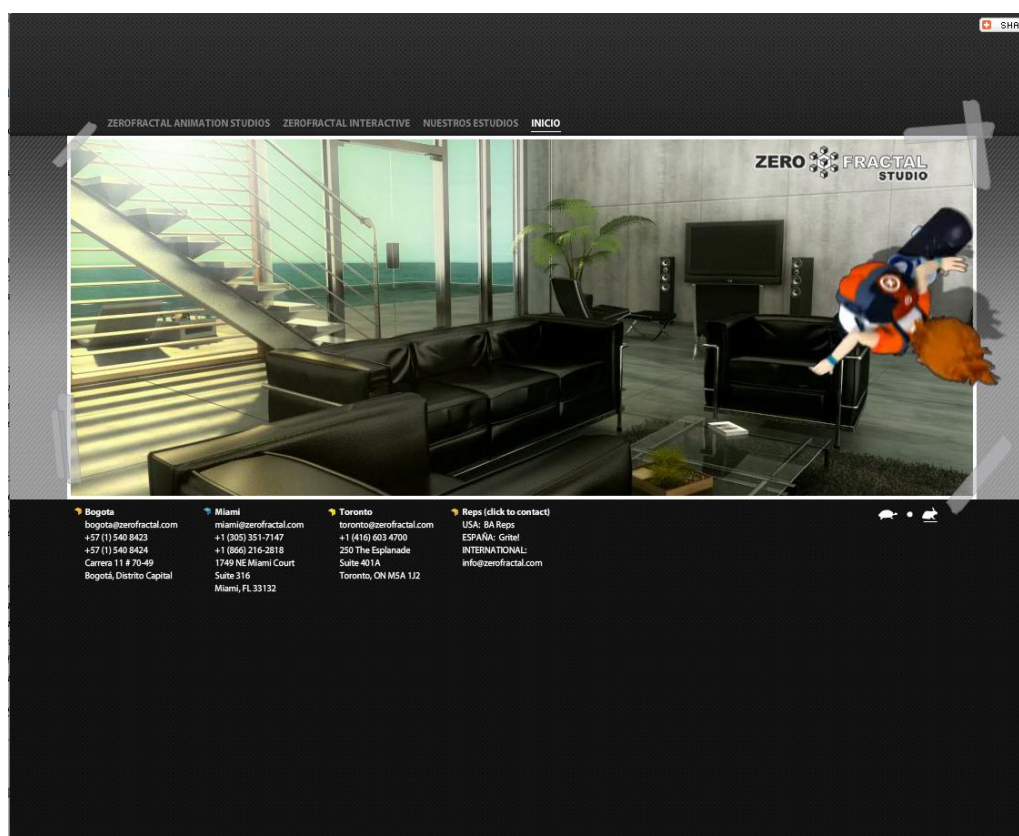 SHA
ZEROFRACTAL ANIMATION STUDIOS ZEROFRACTAL INTERACTIVE NUESTROS ESTUDIOS INICIO
ZERO FRACTAL
STUDIO
Bogota
bogota@zerofractal.com
+57 (1) 540 8423
+57 (1) 540 8424
Carrera 11 # 70-49
Bogotá, Distrito Capital
Miami
miami@zerofractal.com
+1 (305) 351-7147
+1 (866) 216-2818
1749 NE Miami Court
Suite 316
Miami, FL 33132
Toronto
toronto@zerofractal.com
+1 (416) 603 4700
250 The Esplanade
Suite 401A
Toronto, ON M5A 1J2
Reps (click to contact)
USA: BA Reps
ESPAÑA: Grite!
INTERNATIONAL:
info@zerofractal.com